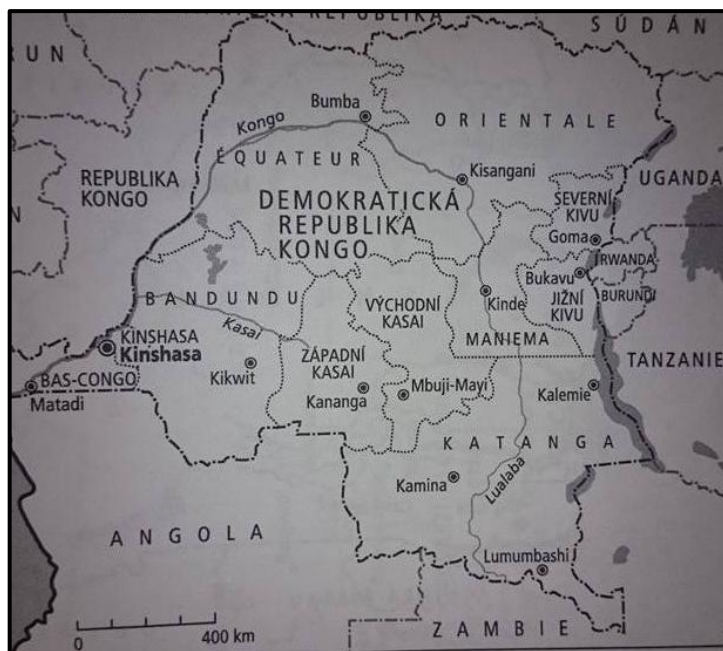 REPUBLIKA
SÚDÁN
RUN
Bumba
Kongo
ORIENTALE
ÉQUATEUR
Kisangani
REPUBLIKA
KONGO
UGANDA
SEVERNÍ
KIVU
DEMOKRATICKÁ
REPUBLIKA
KONGO
N
Goma
RWANDA
Bukavu
BURUNDI
JIŽNÍ
KIVU
BANDUNDU
VÝCHODNÍ
KASAI
Kinde
Kasai
MANIEMA
KINSHASA
Kinshasa
ZÁPADNÍ
KASAI
TANZANIE
Kikwit
BAS-CONGO
Matadi
Kananga
Mbuji-Mayi
Kalemie
KATANGA
Kamina
Lualaba
ANGOLA
Lumumbashi
0 400 km
ZAMBIE